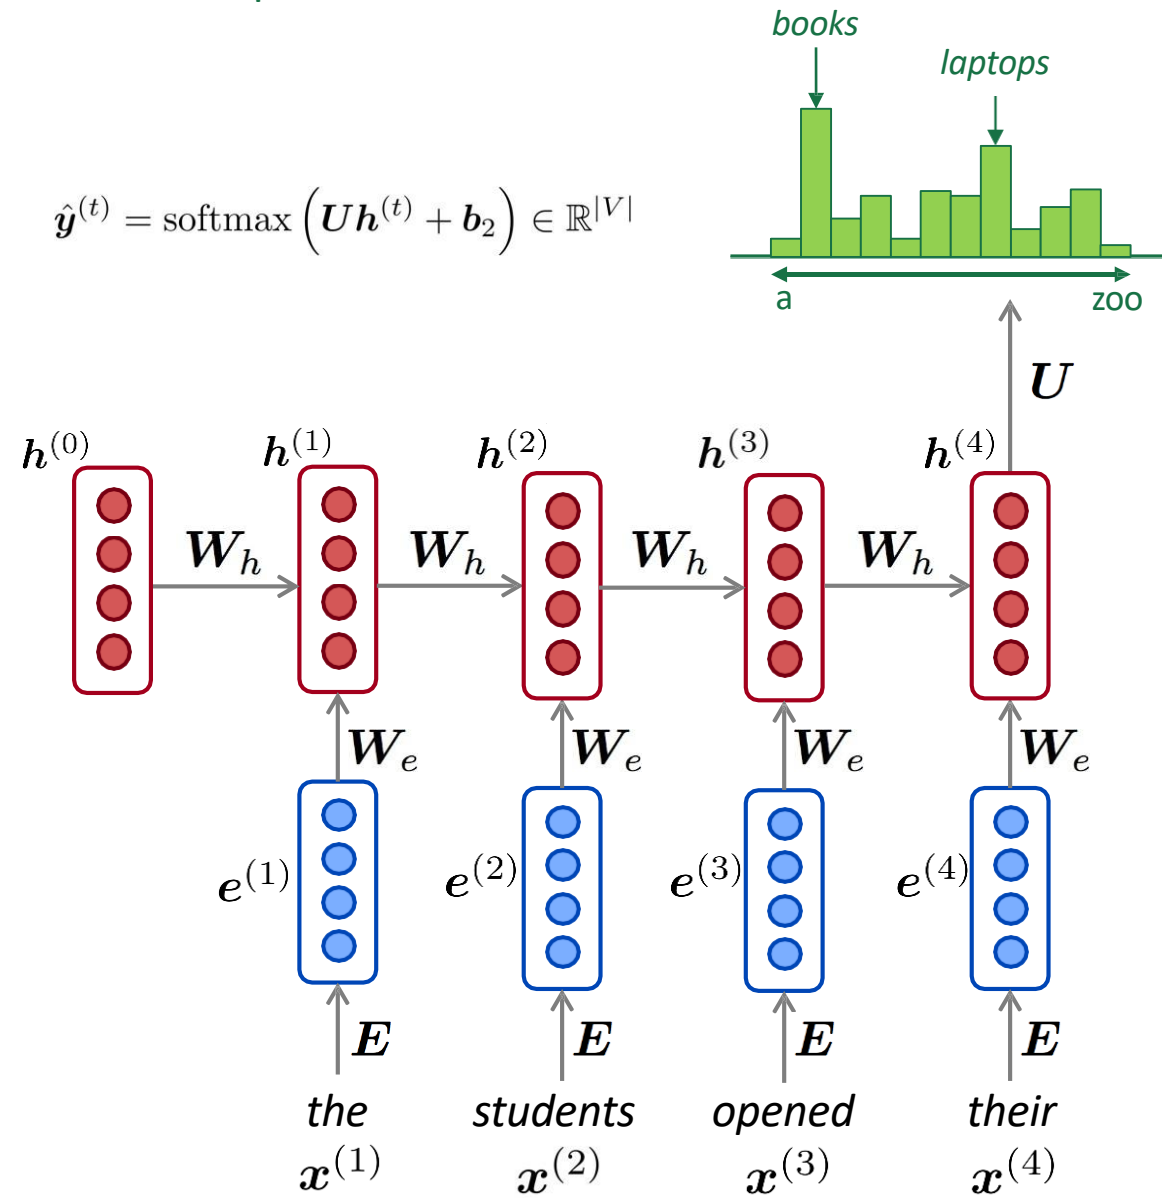 books
laptops
ŷ^(t) = softmax (Uh^(t) + b₂) ∈ ℝ^|V|
a zoo
U
h^(0) h^(1) h^(2) h^(3) h^(4)
W_h W_h W_h W_h
W_e W_e W_e W_e
e^(1) e^(2) e^(3) e^(4)
E E E E
the students opened their
x^(1) x^(2) x^(3) x^(4)